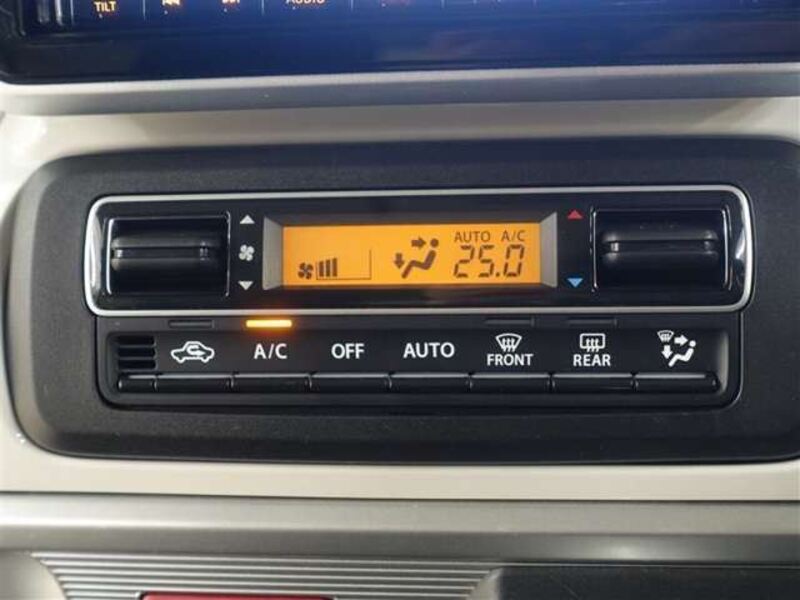 TILT
AUDIO
AUTO A/C
25.0
A/C
OFF
AUTO
FRONT
REAR